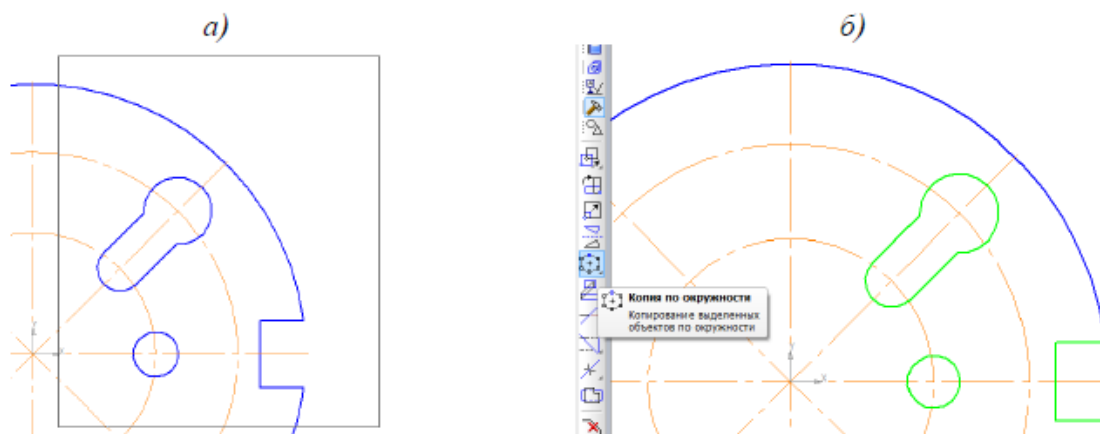 а)
б)
Y
X
Копия по окружности
Копирование выделенных
объектов по окружности
Y
X